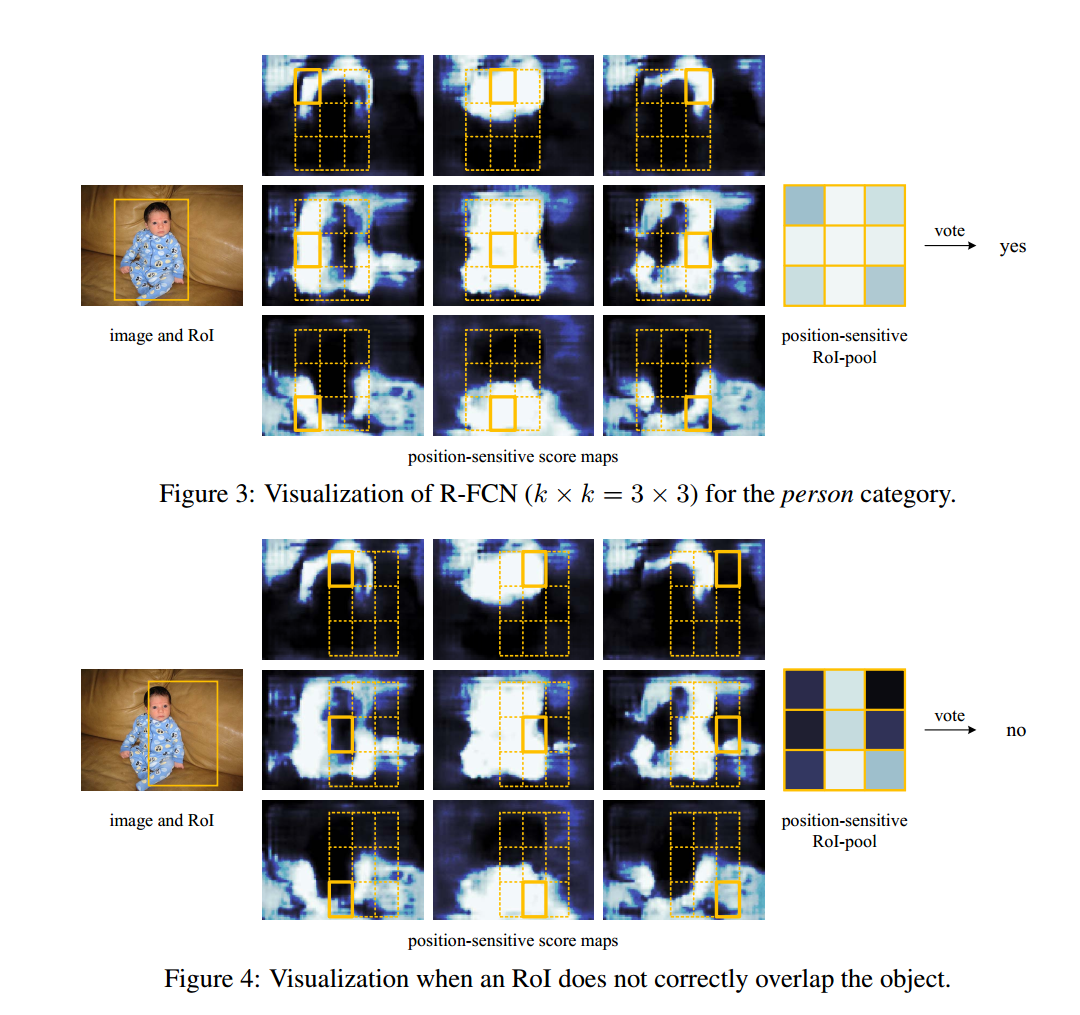 vote
yes
image and RoI
position-sensitive
RoI-pool
position-sensitive score maps
Figure 3: Visualization of R-FCN (k × k = 3 × 3) for the person category.
vote
no
image and RoI
position-sensitive
RoI-pool
position-sensitive score maps
Figure 4: Visualization when an RoI does not correctly overlap the object.